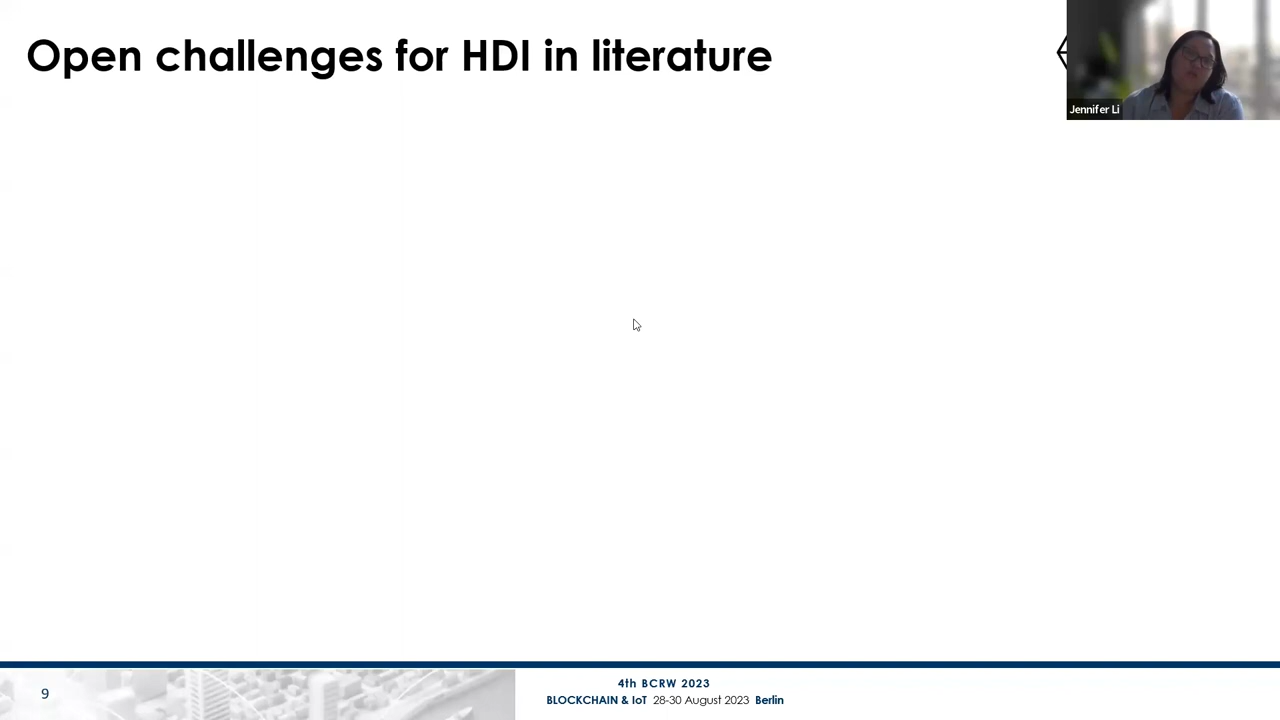 Open challenges for HDI in literature
Jennifer Li
9
4th BCRW 2023
BLOCKCHAIN & IoT 28-30 August 2023 Berlin